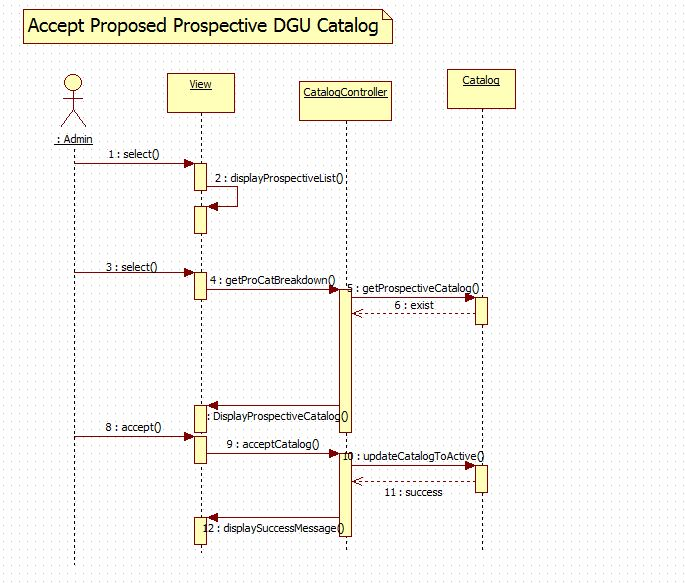 Accept Proposed Prospective DGU Catalog
View
CatalogController
Catalog
: Admin
1 : select()
2 : displayProspectiveList()
3 : select()
4 : getProCatBreakdown()
5 : getProspectiveCatalog()
6 : exist
: DisplayProspectiveCatalog()
8 : accept()
9 : acceptCatalog()
10 : updateCatalogToActive()
11 : success
12 : displaySuccessMessage()